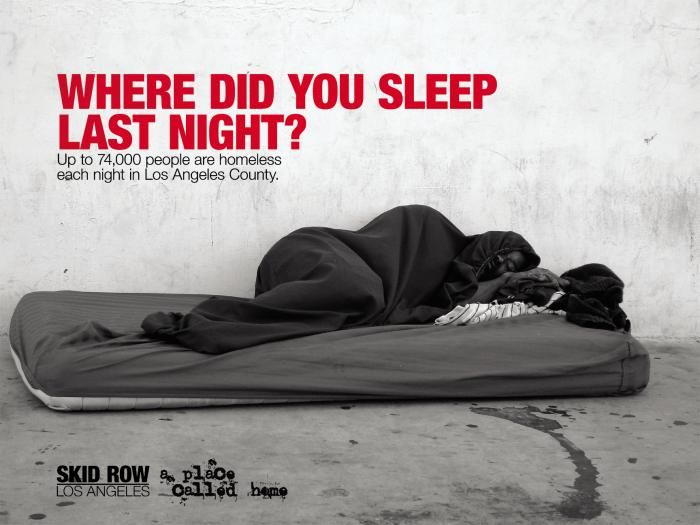 WHERE DID YOU SLEEP
LAST NIGHT?
Up to 74,000 people are homeless
each night in Los Angeles County.
SKID ROW
LOS ANGELES
a place
called home